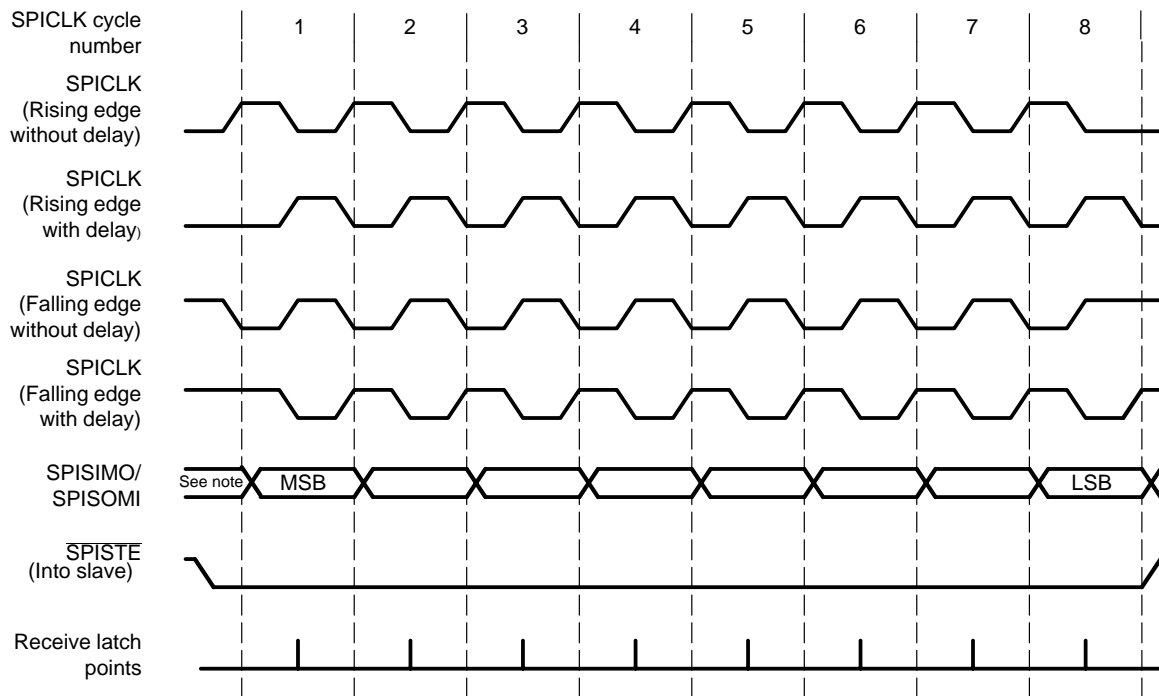 SPICLK cycle
number
1 2 3 4 5 6 7 8
SPICLK
(Rising edge
without delay)
SPICLK
(Rising edge
with delay)
SPICLK
(Falling edge
without delay)
SPICLK
(Falling edge
with delay)
SPISIMO/
SPISOMI
See note MSB LSB
SPISTE
(Into slave)
Receive latch
points